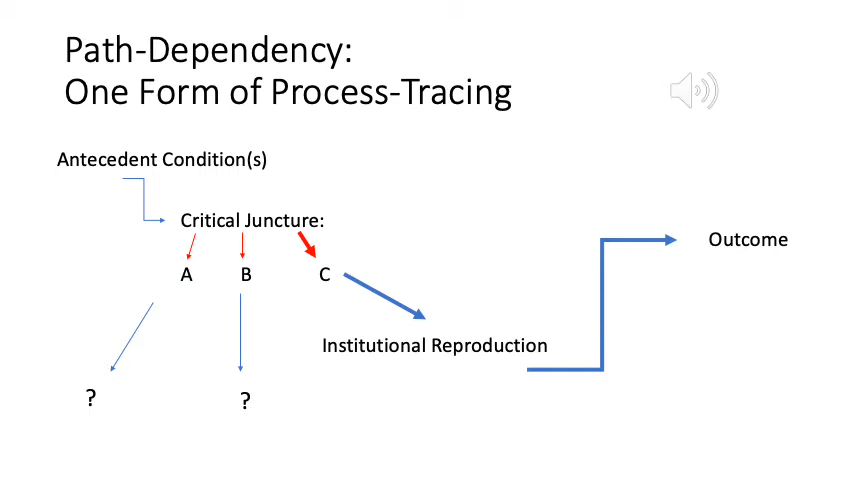 Path-Dependency:
One Form of Process-Tracing
Antecedent Condition(s)
Critical Juncture:
Outcome
A B C
Institutional Reproduction
? ?